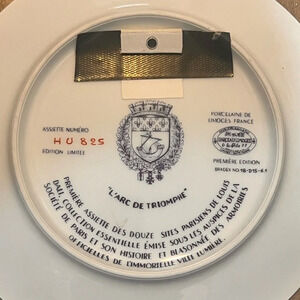 ASSIETTE NUMÉRO
HU 825
EDITION LIMITÉE
PORCELAINE DE
LIMOGES FRANCE
PREMIÈRE EDITION
"L'ARC DE TRIOMPHE"
PREMIÈRE ASSIETTE DES DOUZE SITES PARISIENS DE LOUIS
DALI, COLLECTION ESSENTIELLE ÉMISE SOUS LES AUSPICES DE LA
SOCIÉTÉ DE PARIS ET SON HISTOIRE ET BLASONNÉE DES ARMOIRIES
OFFICIELLES DE L'IMMORTELLE VILLE LUMIÈRE.